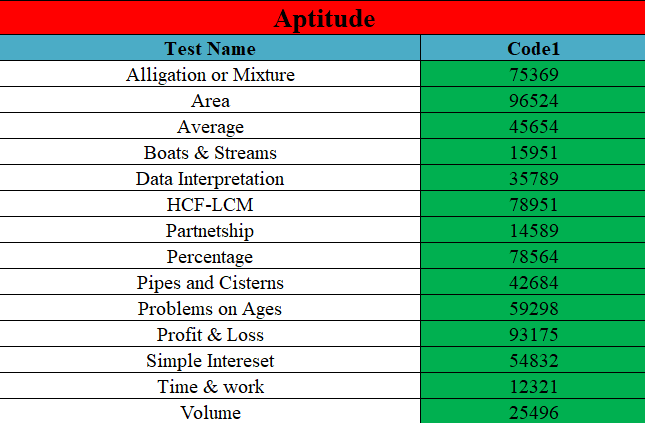 Aptitude
Test Name Code1
Alligation or Mixture 75369
Area 96524
Average 45654
Boats & Streams 15951
Data Interpretation 35789
HCF-LCM 78951
Partnetship 14589
Percentage 78564
Pipes and Cisterns 42684
Problems on Ages 59298
Profit & Loss 93175
Simple Intereset 54832
Time & work 12321
Volume 25496